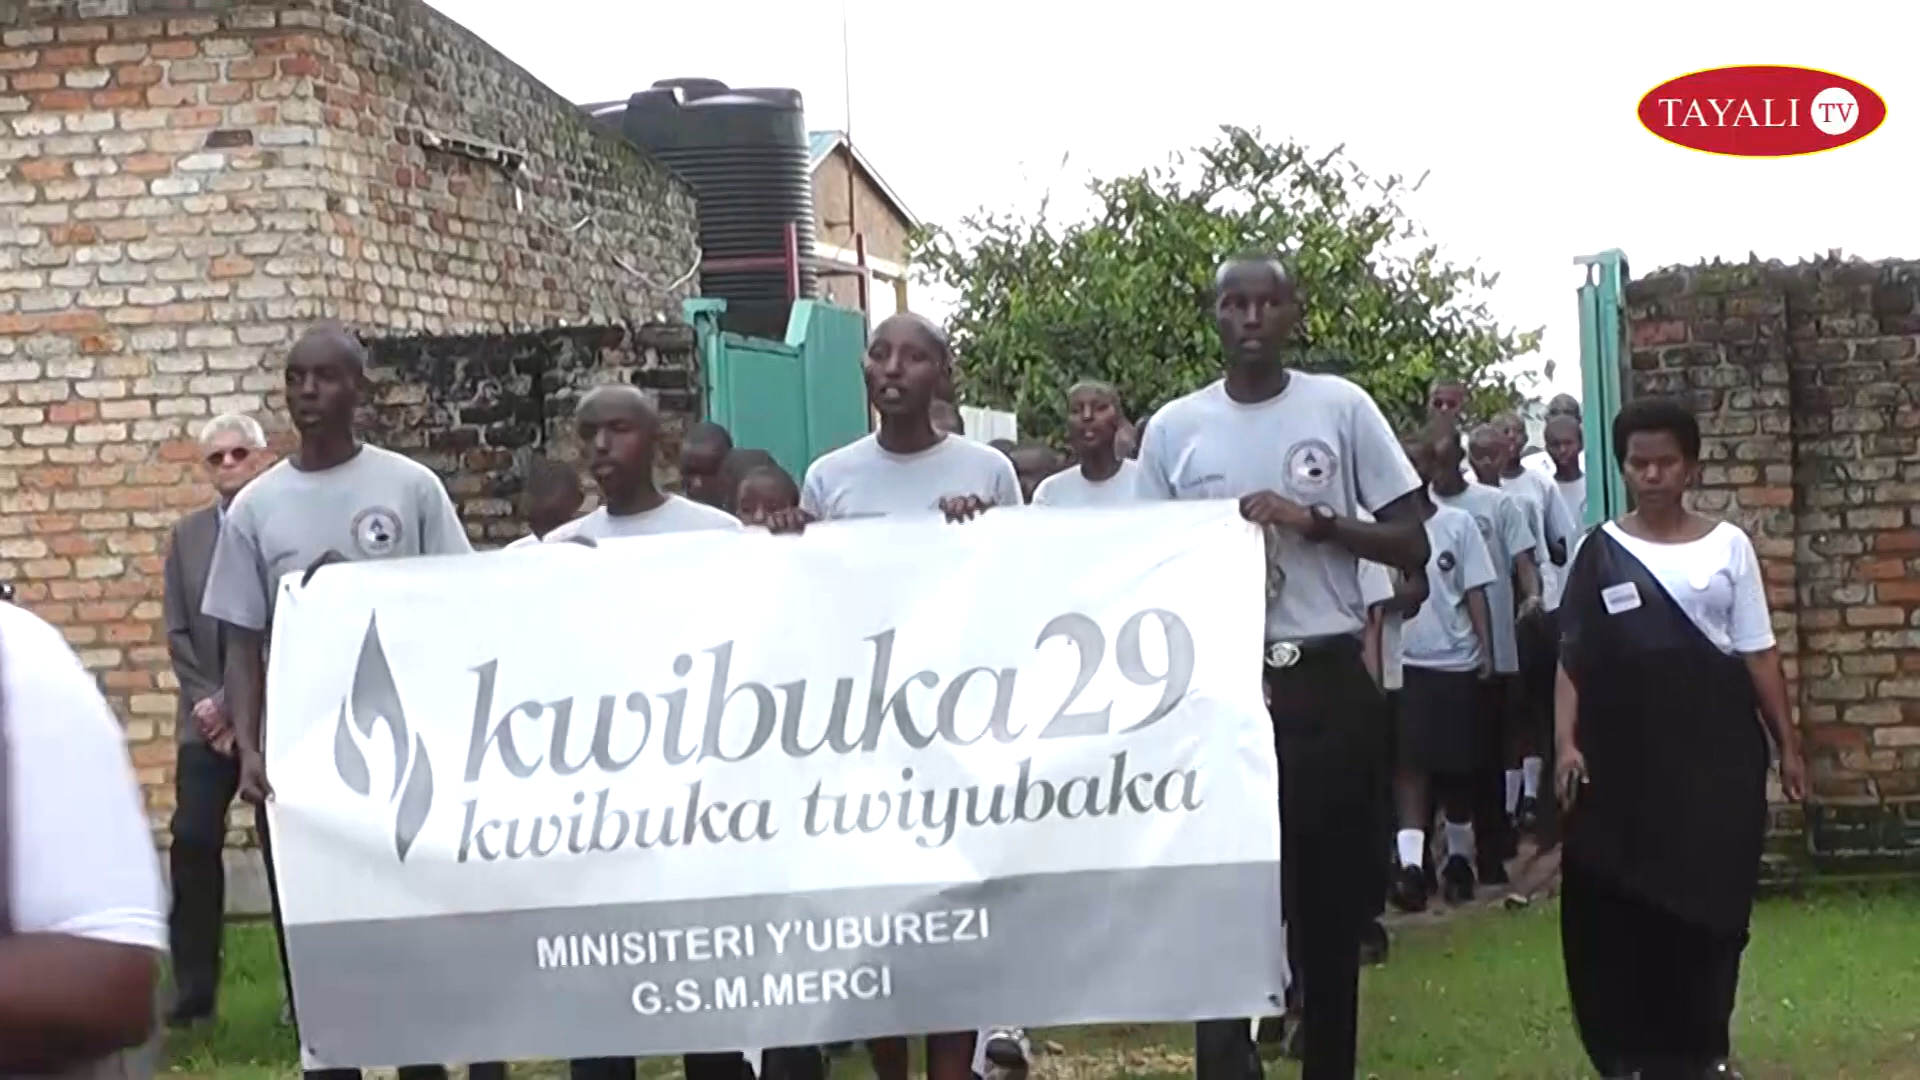 TAYALI TV
kwibuka29
kwibuka twiyubaka
MINISITERI Y'UBUREZI
G.S.M.MERCI